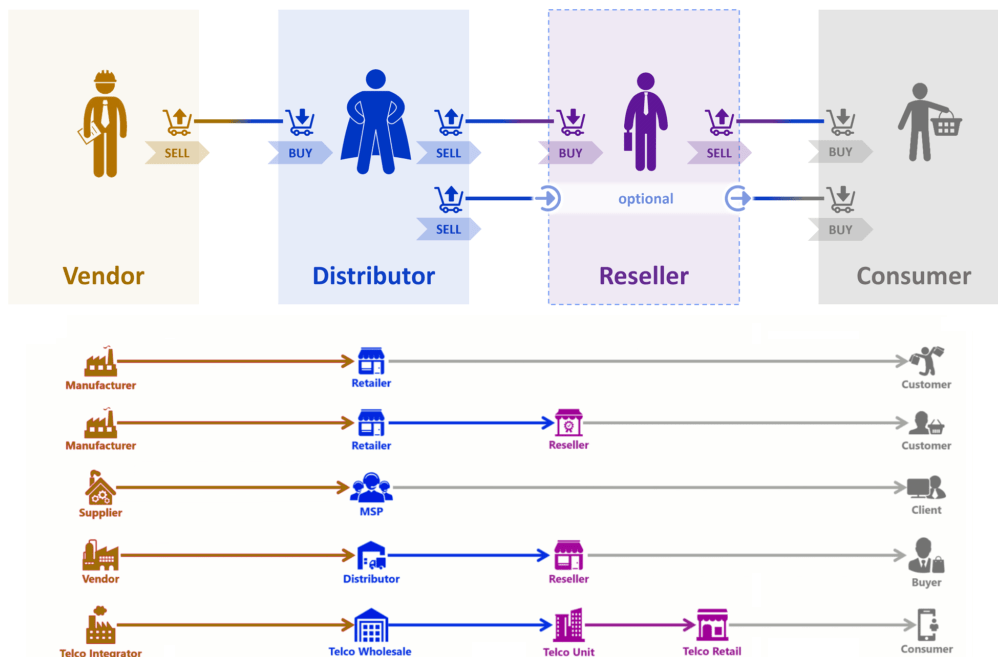 SELL
BUY
SELL
BUY
SELL
BUY
SELL
optional
BUY
Vendor
Distributor
Reseller
Consumer
Manufacturer
Retailer
Customer
Manufacturer
Retailer
Reseller
Customer
Supplier
MSP
Client
Vendor
Distributor
Reseller
Buyer
Telco Integrator
Telco Wholesale
Telco Unit
Telco Retail
Consumer